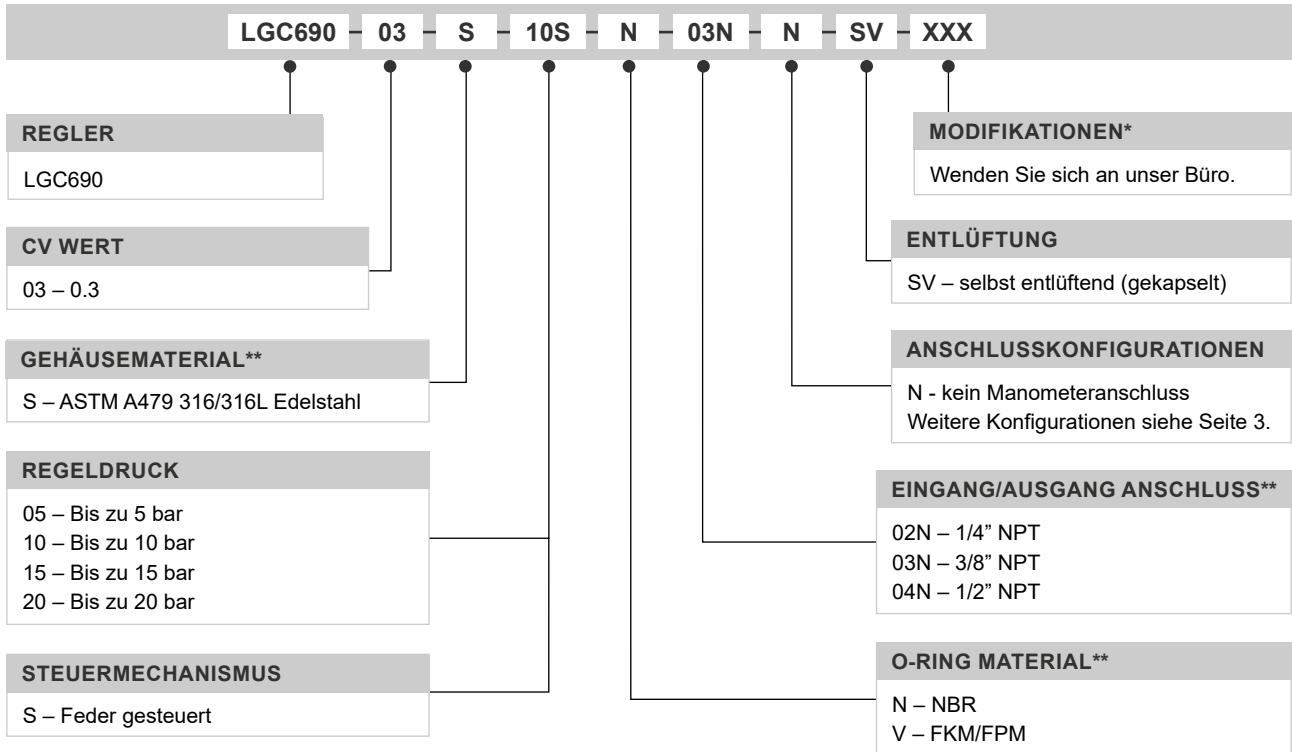 LGC690 – 03 – S – 10S – N – 03N – N – SV – XXX
REGLER
LGC690
CV WERT
03 – 0.3
GEHÄUSEMATERIAL**
S – ASTM A479 316/316L Edelstahl
REGELDRUCK
05 – Bis zu 5 bar
10 – Bis zu 10 bar
15 – Bis zu 15 bar
20 – Bis zu 20 bar
STEUERMECHANISMUS
S – Feder gesteuert
MODIFIKATIONEN*
Wenden Sie sich an unser Büro.
ENTLÜFTUNG
SV – selbst entlüftend (gekapselt)
ANSCHLUSSKONFIGURATIONEN
N - kein Manometeranschluss
Weitere Konfigurationen siehe Seite 3.
EINGANG/AUSGANG ANSCHLUSS**
02N – 1/4” NPT
03N – 3/8” NPT
04N – 1/2” NPT
O-RING MATERIAL**
N – NBR
V – FKM/FPM